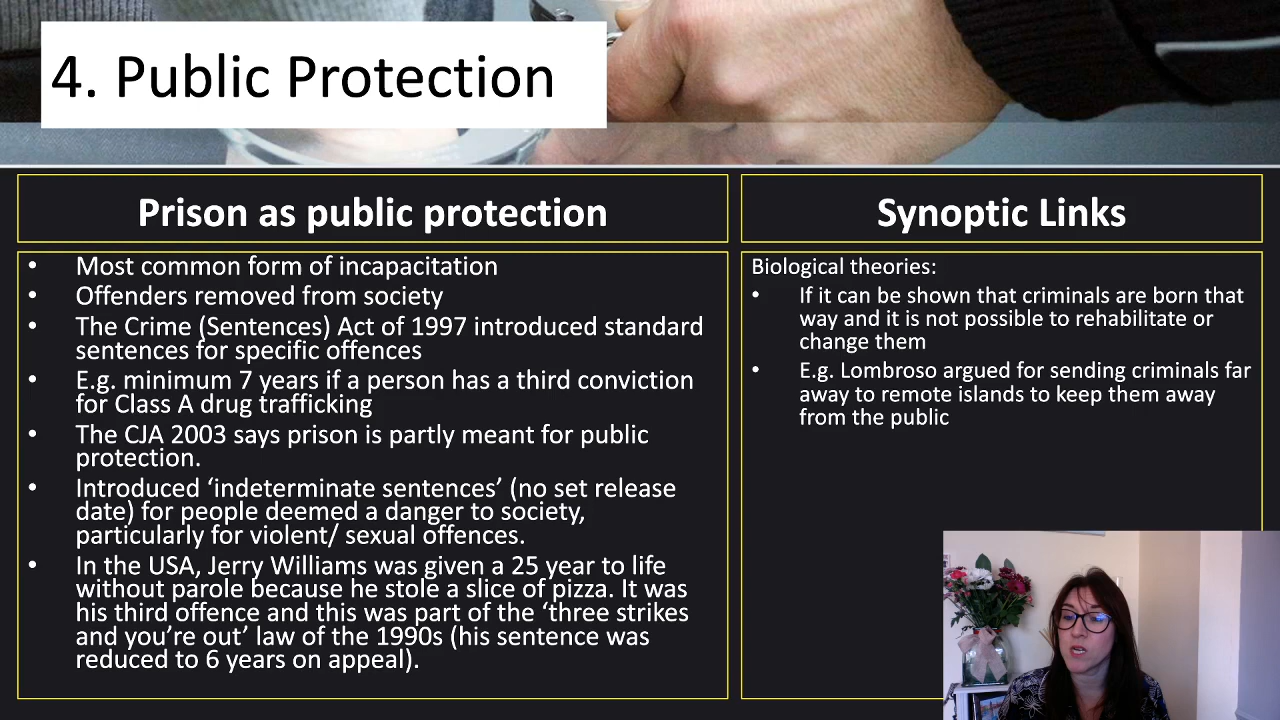 4. Public Protection
Prison as public protection
• Most common form of incapacitation
• Offenders removed from society
• The Crime (Sentences) Act of 1997 introduced standard
sentences for specific offences
• E.g. minimum 7 years if a person has a third conviction
for Class A drug trafficking
• The CJA 2003 says prison is partly meant for public
protection.
• Introduced ‘indeterminate sentences’ (no set release
date) for people deemed a danger to society,
particularly for violent/ sexual offences.
• In the USA, Jerry Williams was given a 25 year to life
without parole because he stole a slice of pizza. It was
his third offence and this was part of the ‘three strikes
and you’re out’ law of the 1990s (his sentence was
reduced to 6 years on appeal).
Synoptic Links
Biological theories:
• If it can be shown that criminals are born that
way and it is not possible to rehabilitate or
change them
• E.g. Lombroso argued for sending criminals far
away to remote islands to keep them away
from the public